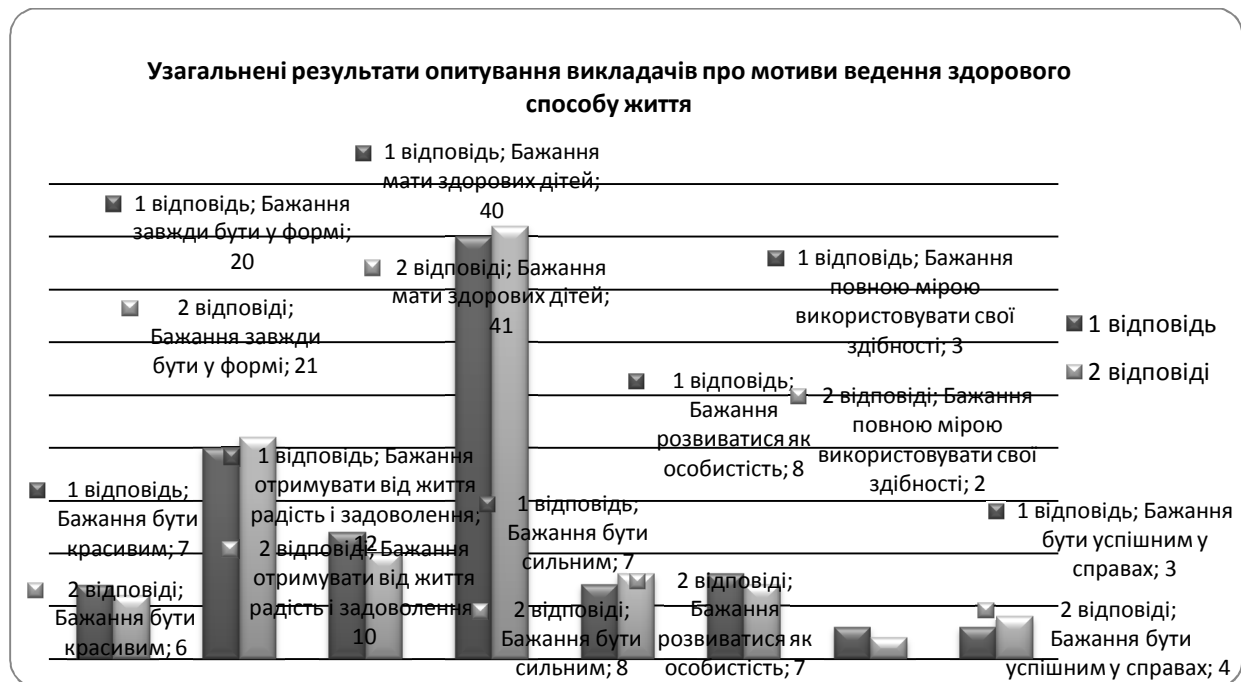 Узагальнені результати опитування викладачів про мотиви ведення здорового
способу життя
1 відповідь; Бажання
мати здорових дітей;
40
1 відповідь; Бажання
завжди бути у формі;
20
2 відповіді; Бажання
мати здорових дітей;
41
1 відповідь; Бажання
повною мірою
використовувати свої
здібності; 3
2 відповіді;
Бажання завжди
бути у формі; 21
1 відповідь
2 відповіді
1 відповідь;
Бажання
розвиватися як
особистість; 8
2 відповіді; Бажання
повною мірою
використовувати свої
здібності; 2
1 відповідь; Бажання
отримувати від життя
радість і задоволення;
12
1 відповідь;
Бажання бути
красивим; 7
1 відповідь;
Бажання бути
сильним; 7
1 відповідь; Бажання
бути успішним у
справах; 3
2 відповіді; Бажання
отримувати від життя
радість і задоволення;
10
2 відповіді;
Бажання
розвиватися як
особистість; 7
2 відповіді;
Бажання бути
красивим; 6
2 відповіді;
Бажання бути
сильним; 8
2 відповіді;
Бажання бути
успішним у справах; 4